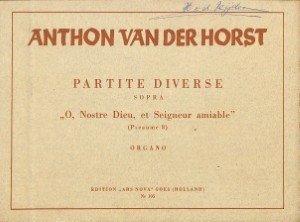 ANTHON VAN DER HORST
PARTITE DIVERSE
SOPRA
„O, Nostre Dieu, et Seigneur amiable"
(Pseaume 8)
ORGANO
EDITION „ARS NOVA" GOES (HOLLAND)